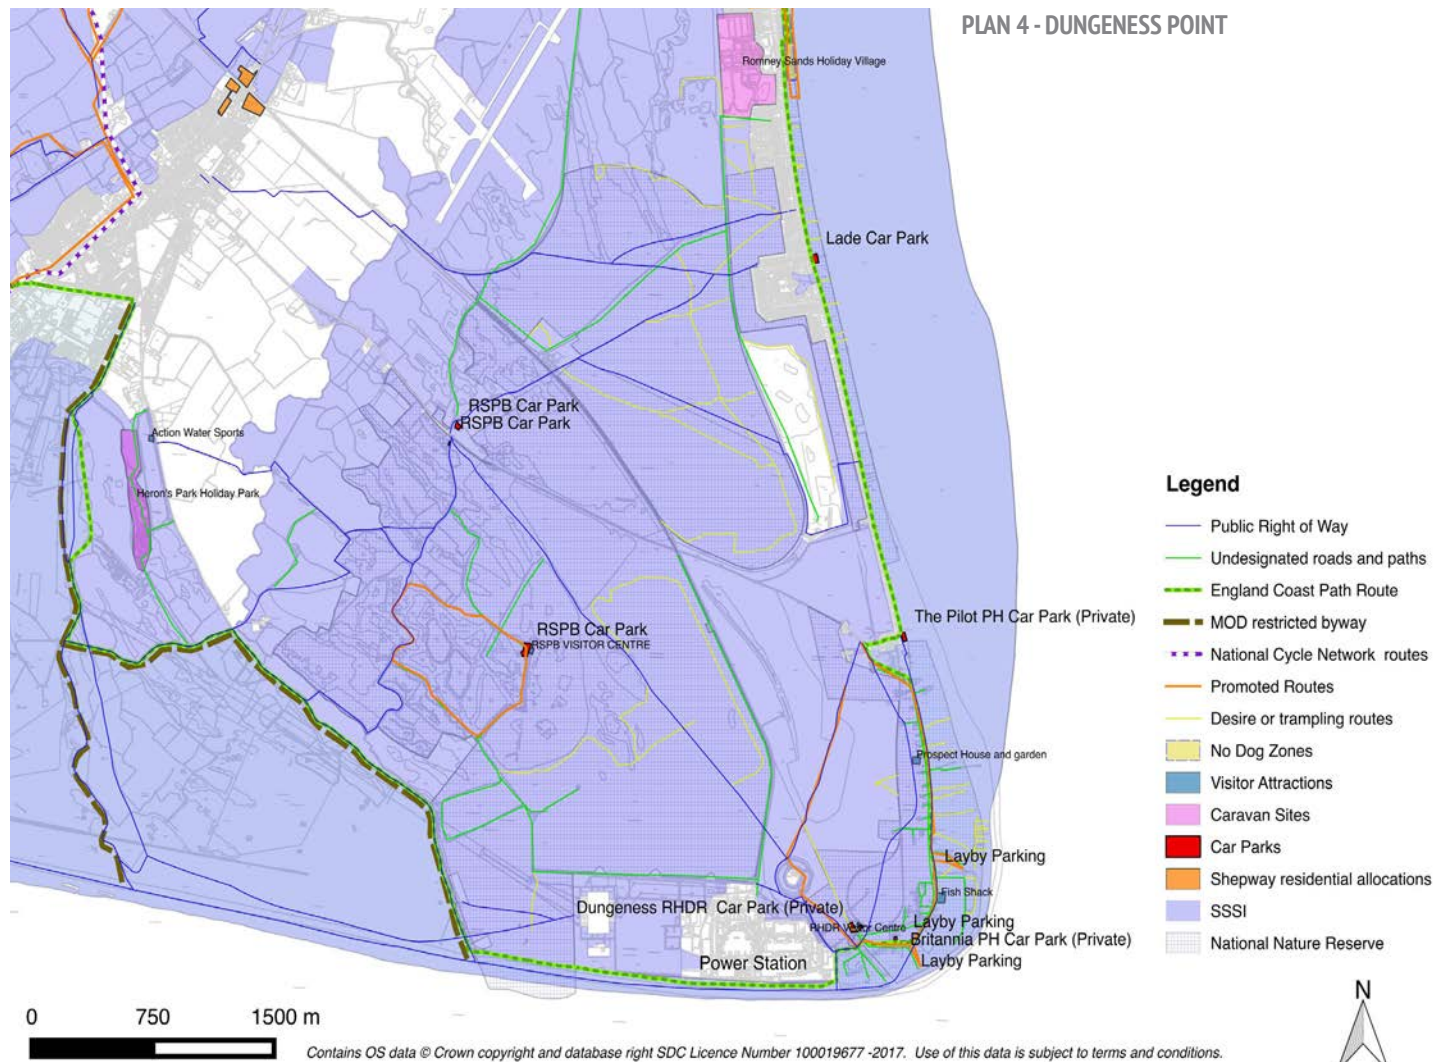 PLAN 4 - DUNGENESS POINT
Romney Sands Holiday Village
Lade Car Park
RSPB Car Park
RSPB Car Park
Action Water Sports
Heron's Park Holiday Park
The Pilot PH Car Park (Private)
RSPB Car Park
RSPB VISITOR CENTRE
Prospect House and garden
Layby Parking
Fish Shack
Dungeness RHDR Car Park (Private)
Layby Parking
RHDR Visitor Centre
Britannia PH Car Park (Private)
Power Station
Layby Parking
Legend
Public Right of Way
Undesignated roads and paths
England Coast Path Route
MOD restricted byway
National Cycle Network routes
Promoted Routes
Desire or trampling routes
No Dog Zones
Visitor Attractions
Caravan Sites
Car Parks
Shepway residential allocations
SSSI
National Nature Reserve
N
0 750 1500 m
Contains OS data © Crown copyright and database right SDC Licence Number 100019677 -2017. Use of this data is subject to terms and conditions.